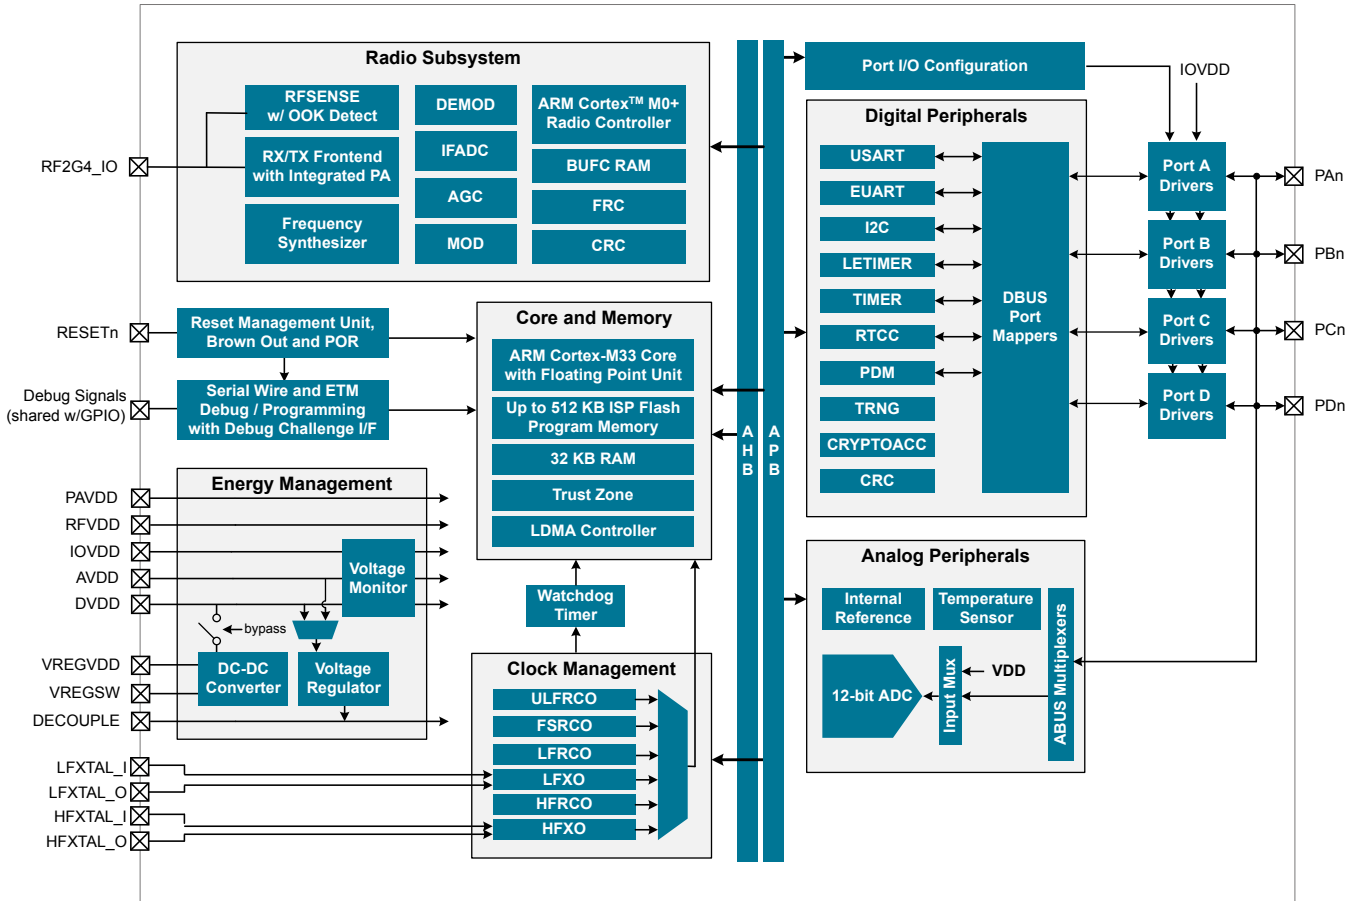 Radio Subsystem
RFSENSE
w/ OOK Detect
RX/TX Frontend
with Integrated PA
Frequency
Synthesizer
DEMOD
IFADC
AGC
MOD
ARM Cortex™ M0+
Radio Controller
BUFC RAM
FRC
CRC
RF2G4_IO
RESETn
Debug Signals
(shared w/GPIO)
Reset Management Unit,
Brown Out and POR
Serial Wire and ETM
Debug / Programming
with Debug Challenge I/F
Core and Memory
ARM Cortex-M33 Core
with Floating Point Unit
Up to 512 KB ISP Flash
Program Memory
32 KB RAM
Trust Zone
LDMA Controller
Energy Management
PAVDD
RFVDD
IOVDD
AVDD
DVDD
VREGVDD
VREGSW
DECOUPLE
Voltage
Monitor
bypass
DC-DC
Converter
Voltage
Regulator
Watchdog
Timer
Clock Management
ULFRCO
FSRCO
LFRCO
LFXO
HFRCO
HFXO
LFXTAL_I
LFXTAL_O
HFXTAL_I
HFXTAL_O
A
H
B
A
P
B
Port I/O Configuration
IOVDD
Digital Peripherals
USART
EUART
I2C
LETIMER
TIMER
RTCC
PDM
TRNG
CRYPTOACC
CRC
DBUS
Port
Mappers
Port A
Drivers
Port B
Drivers
Port C
Drivers
Port D
Drivers
PAn
PBn
PCn
PDn
Analog Peripherals
Internal
Reference
Temperature
Sensor
12-bit ADC
Input Mux
VDD
ABUS Multiplexers